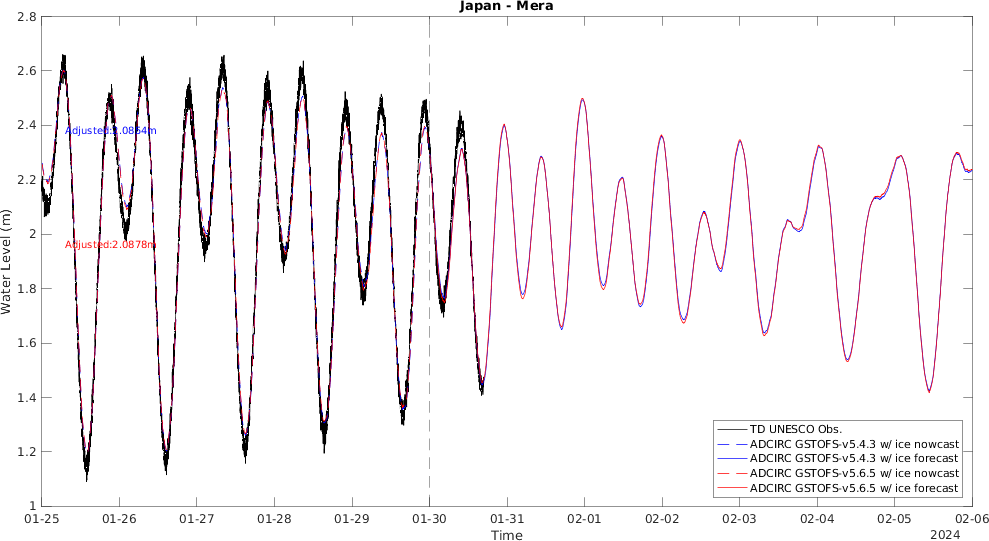 Japan - Mera
2.8
2.6
2.4
2.2
2
1.8
1.6
1.4
1.2
1
Water Level (m)
Adjusted:2.0864m
Adjusted:2.0878m
TD UNESCO Obs.
ADCIRC GSTOFS-v5.4.3 w/ ice nowcast
ADCIRC GSTOFS-v5.4.3 w/ ice forecast
ADCIRC GSTOFS-v5.6.5 w/ ice nowcast
ADCIRC GSTOFS-v5.6.5 w/ ice forecast
01-25 01-26 01-27 01-28 01-29 01-30 01-31 02-01 02-02 02-03 02-04 02-05 02-06
Time
2024